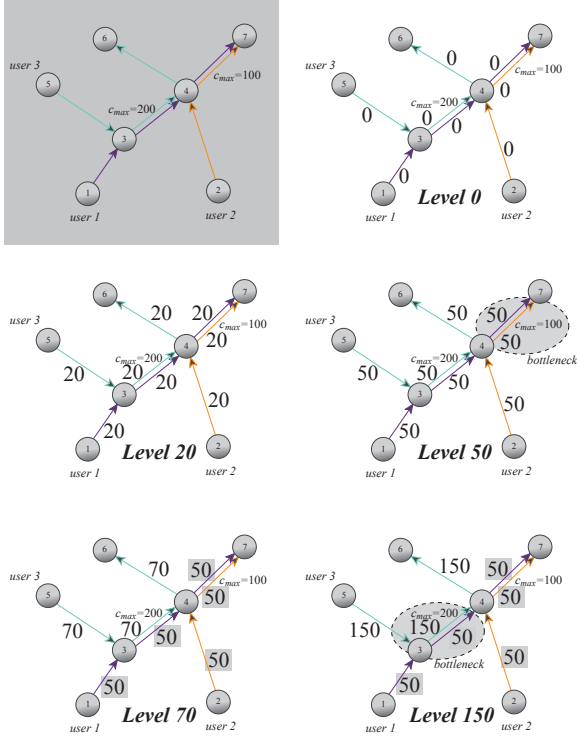 6
7
user 3
c_max=100
5
4
c_max=200
3
1
2
user 1
user 2
6
7
0
0
c_max=100
user 3
4
0
5
c_max=200
0
0
0
3
0
0
1
2
user 1
Level 0
user 2
6
7
20
20
c_max=100
user 3
20
5
4
c_max=200
20
20
20
3
20
20
1
2
user 1
Level 20
user 2
6
7
50
50
c_max=100
user 3
50
5
4
bottleneck
c_max=200
50
50
50
3
50
50
1
2
user 1
Level 50
user 2
6
7
70
50
c_max=100
user 3
50
5
4
c_max=200
70
70
50
3
50
50
1
2
user 1
Level 70
user 2
6
7
150
50
c_max=100
user 3
50
5
4
c_max=200
150
150
50
3
bottleneck
50
50
1
2
user 1
Level 150
user 2